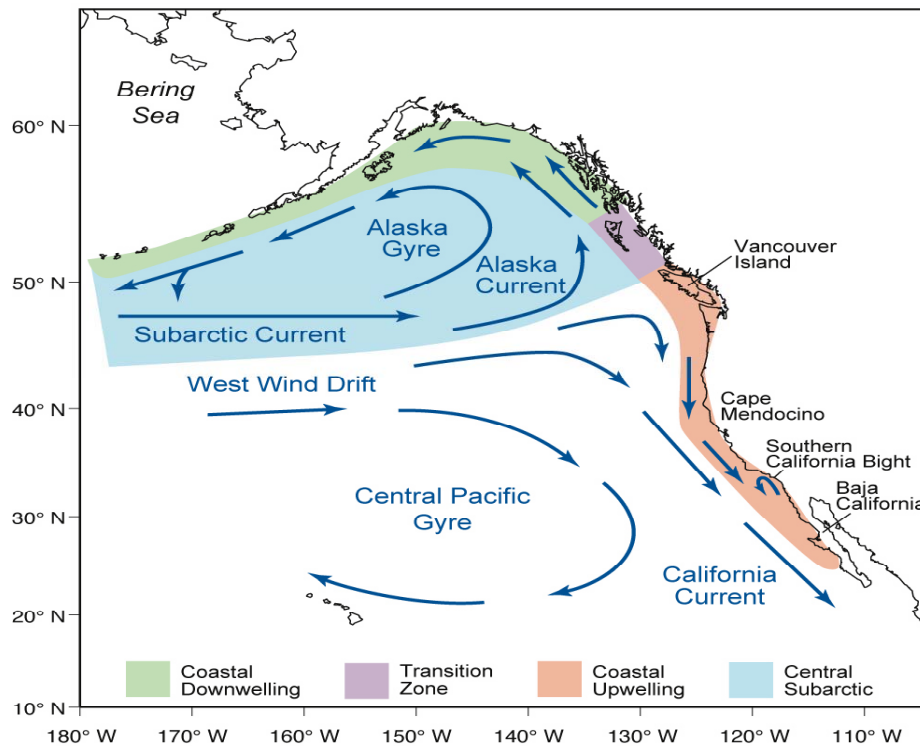 Bering
Sea
60° N
50° N
40° N
30° N
20° N
10° N
Alaska
Gyre
Alaska
Current
Vancouver
Island
Subarctic Current
West Wind Drift
Cape
Mendocino
Southern
California Bight
Baja
California
Central Pacific
Gyre
California
Current
Coastal
Downwelling
Transition
Zone
Coastal
Upwelling
Central
Subarctic
180° W 170° W 160° W 150° W 140° W 130° W 120° W 110° W